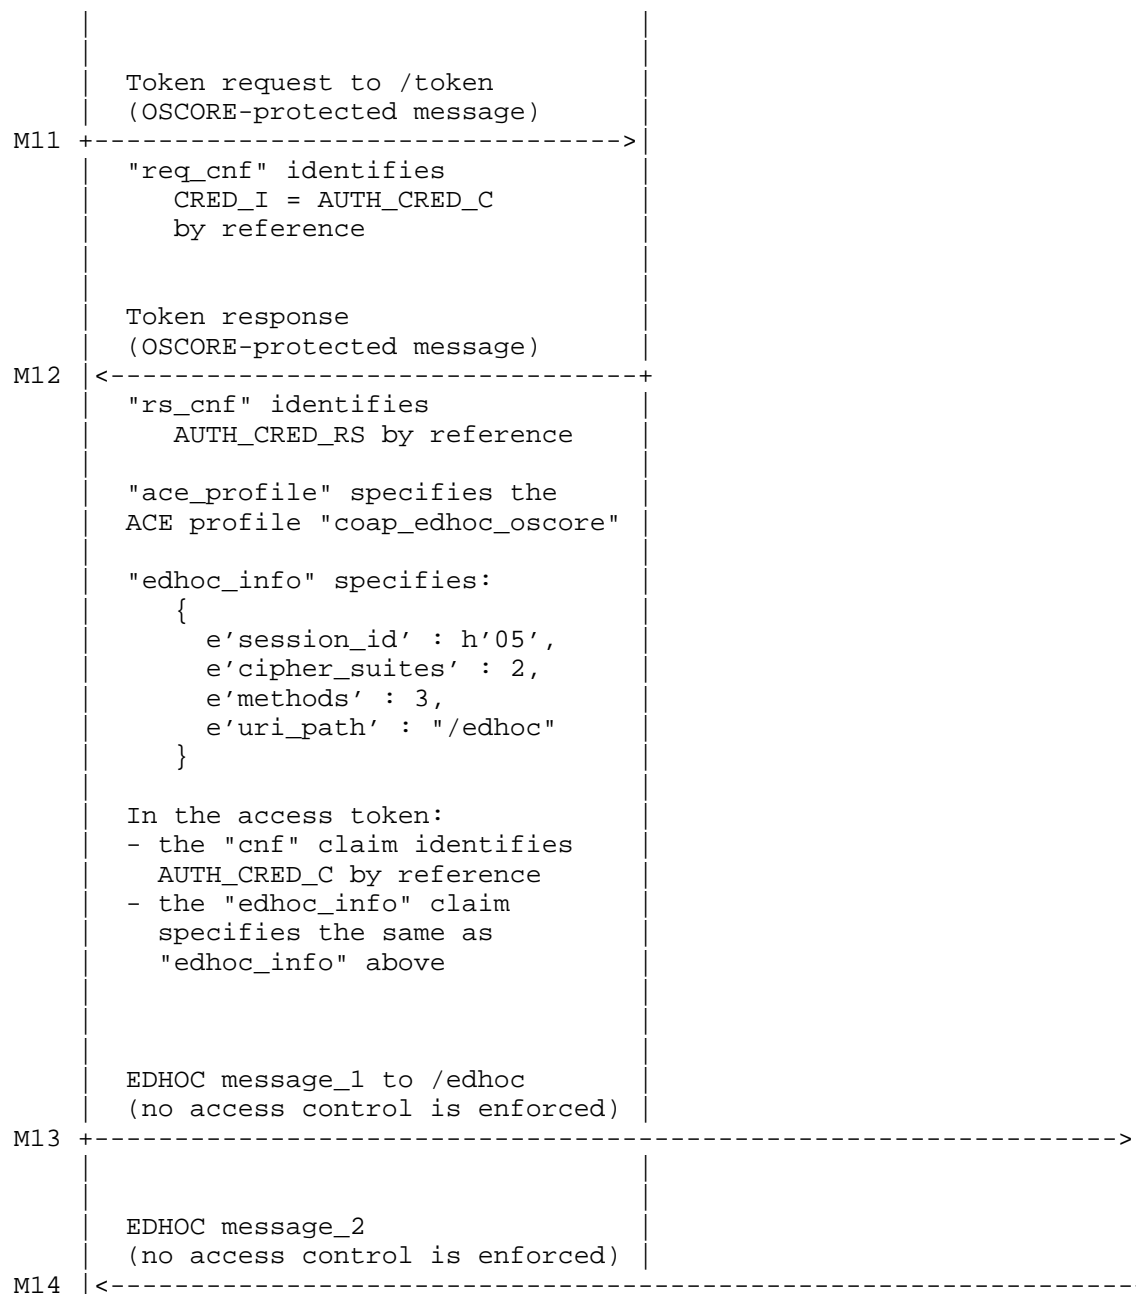 Token request to /token
(OSCORE-protected message)
M11 +--------------------------------->|
"req_cnf" identifies
CRED_I = AUTH_CRED_C
by reference
Token response
(OSCORE-protected message)
M12 |<---------------------------------+
"rs_cnf" identifies
AUTH_CRED_RS by reference
"ace_profile" specifies the
ACE profile "coap_edhoc_oscore"
"edhoc_info" specifies:
{
e'session_id' : h'05',
e'cipher_suites' : 2,
e'methods' : 3,
e'uri_path' : "/edhoc"
}
In the access token:
- the "cnf" claim identifies
AUTH_CRED_C by reference
- the "edhoc_info" claim
specifies the same as
"edhoc_info" above
EDHOC message_1 to /edhoc
(no access control is enforced)
M13 +---------------------------------------------------------------->
EDHOC message_2
(no access control is enforced)
M14 |<----------------------------------------------------------------